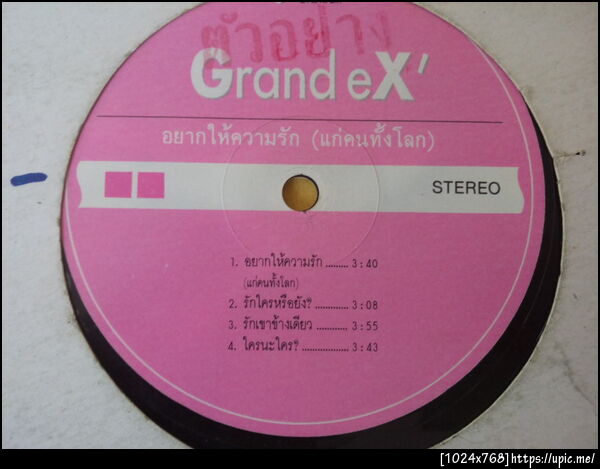 ตัวอย่าง
Grand eX'
อยากให้ความรัก (แก่คนทั้งโลก)
STEREO
1. อยากให้ความรัก ........ 3 : 40
(แก่คนทั้งโลก)
2. รักใครหรือยัง? ............ 3 : 08
3. รักเขาข้างเดียว ............ 3 : 55
4. ใครนะใคร? .................. 3 : 43
[1024x768]https://upic.me/